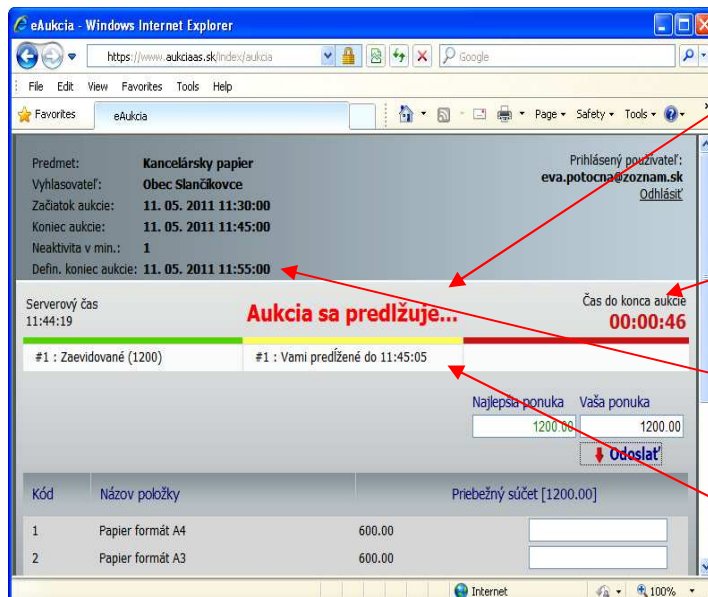 eAukcia - Windows Internet Explorer
https://www.aukciaas.sk/index/aukcia
Google
File Edit View Favorites Tools Help
Favorites
eAukcia
Page Safety Tools
Predmet: Kancelársky papier
Vyhlasovateľ: Obec Slančíkovce
Začiatok aukcie: 11. 05. 2011 11:30:00
Koniec aukcie: 11. 05. 2011 11:45:00
Neaktivita v min.: 1
Defin. koniec aukcie: 11. 05. 2011 11:55:00
Prihlásený používateľ:
eva.potocna@zoznam.sk
Odhlásiť
Serverový čas
11:44:19
Aukcia sa predlžuje...
Čas do konca aukcie
00:00:46
#1 : Zaevidované (1200)
#1 : Vami predĺžené do 11:45:05
Najlepšia ponuka Vaša ponuka
1200.00 1200.00
Odoslať
Kód Názov položky Priebežný súčet [1200.00]
1 Papier formát A4 600.00
2 Papier formát A3 600.00
Internet 100%